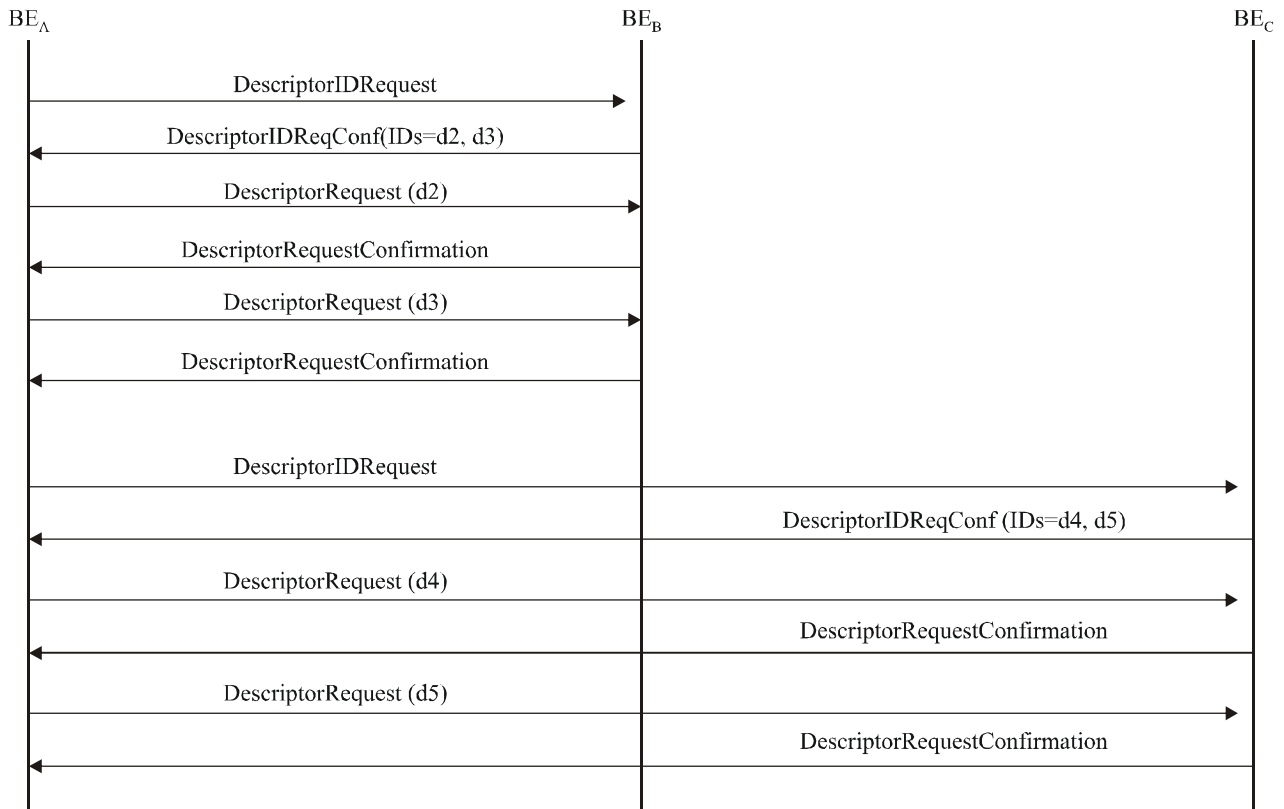 BE_A BE_B BE_C
DescriptorIDRequest
DescriptorIDReqConf(IDs=d2, d3)
DescriptorRequest (d2)
DescriptorRequestConfirmation
DescriptorRequest (d3)
DescriptorRequestConfirmation
DescriptorIDRequest
DescriptorIDReqConf (IDs=d4, d5)
DescriptorRequest (d4)
DescriptorRequestConfirmation
DescriptorRequest (d5)
DescriptorRequestConfirmation